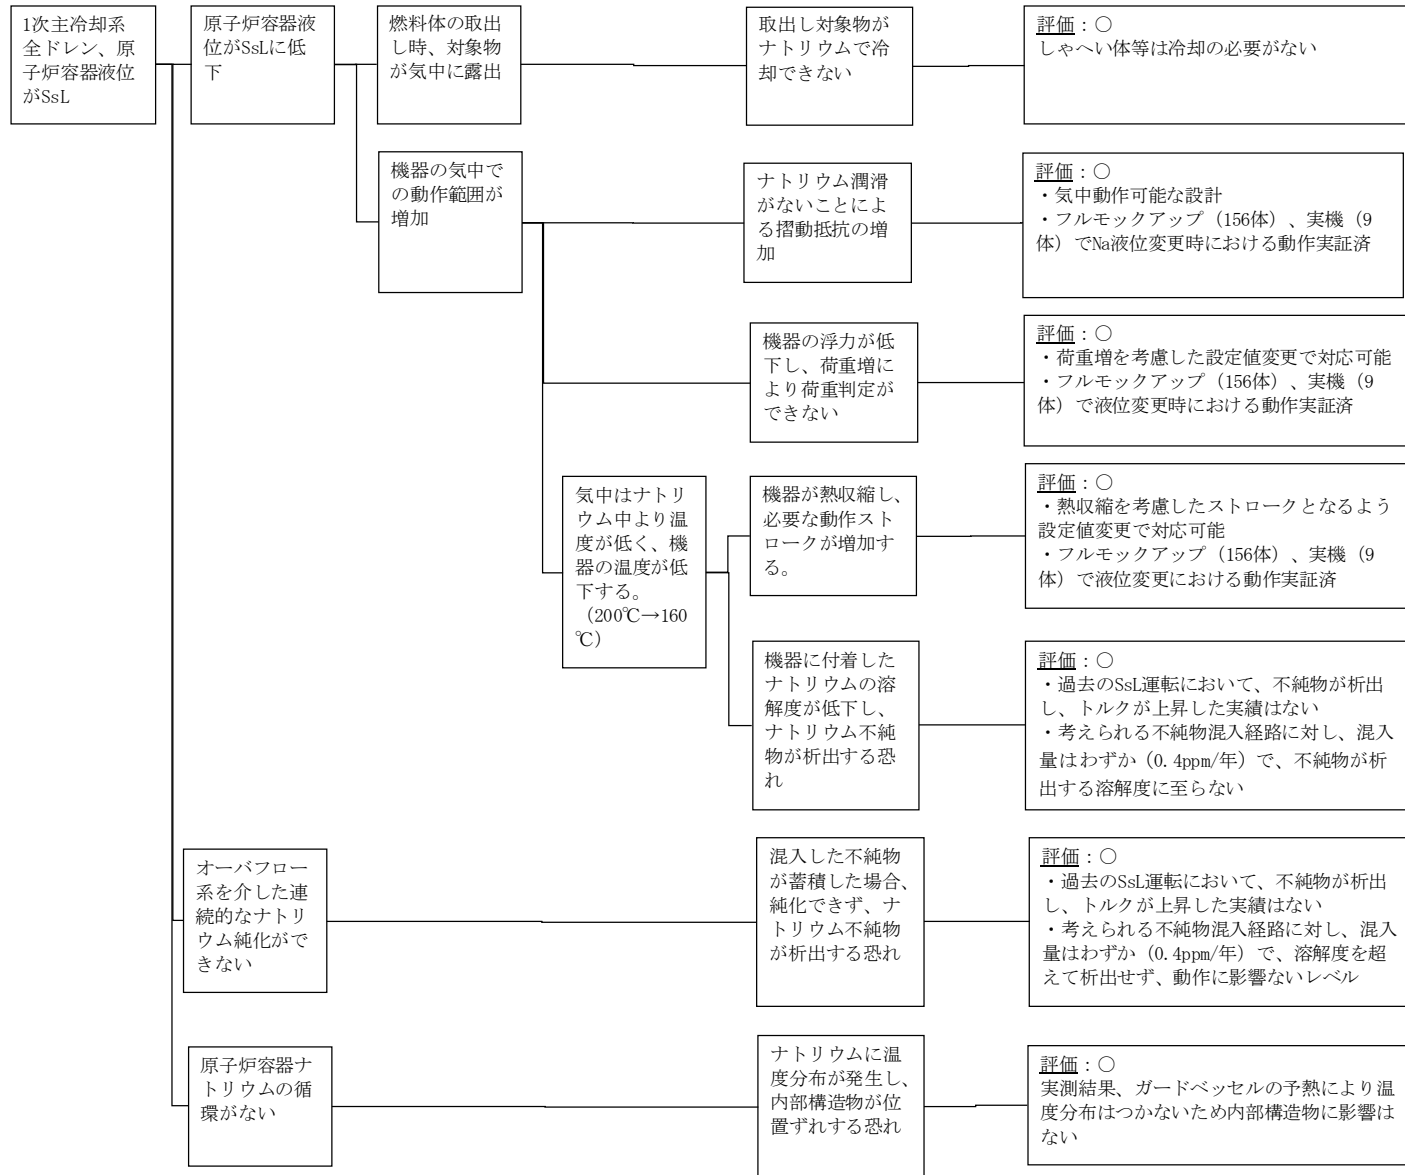 1次主冷却系
全ドレン、原
子炉容器液位
がSsL
原子炉容器液
位がSsLに低
下
燃料体の取出
し時、対象物
が気中に露出
取出し対象物が
ナトリウムで冷
却できない
評価：○
しゃへい体等は冷却の必要がない
機器の気中で
の動作範囲が
増加
ナトリウム潤滑
がないことによ
る摺動抵抗の増
加
評価：○
・気中動作可能な設計
・フルモックアップ（156体）、実機（9
体）でNa液位変更時における動作実証済
機器の浮力が低
下し、荷重増に
より荷重判定が
できない
評価：○
・荷重増を考慮した設定値変更で対応可能
・フルモックアップ（156体）、実機（9
体）で液位変更時における動作実証済
気中はナトリ
ウム中より温
度が低く、機
器の温度が低
下する。
（200℃→160
℃）
機器が熱収縮し、
必要な動作スト
ロークが増加す
る。
評価：○
・熱収縮を考慮したストロークとなるよう
設定値変更で対応可能
・フルモックアップ（156体）、実機（9
体）で液位変更における動作実証済
機器に付着した
ナトリウムの溶
解度が低下し、
ナトリウム不純
物が析出する恐
れ
評価：○
・過去のSsL運転において、不純物が析出
し、トルクが上昇した実績はない
・考えられる不純物混入経路に対し、混入
量はわずか（0.4ppm/年）で、不純物が析
出する溶解度に至らない
オーバフロー
系を介した連
続的なナトリ
ウム純化がで
きない
混入した不純物
が蓄積した場合、
純化できず、ナ
トリウム不純物
が析出する恐れ
評価：○
・過去のSsL運転において、不純物が析出
し、トルクが上昇した実績はない
・考えられる不純物混入経路に対し、混入
量はわずか（0.4ppm/年）で、溶解度を超
えて析出せず、動作に影響ないレベル
原子炉容器ナ
トリウムの循
環がない
ナトリウムに温
度分布が発生し、
内部構造物が位
置ずれする恐れ
評価：○
実測結果、ガードベッセルの予熱により温
度分布はつかないため内部構造物に影響は
ない